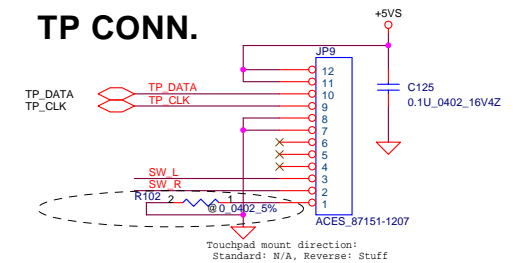 TP CONN.
+5VS
JP9
12
11
TP_DATA TP_DATA 10
TP_CLK TP_CLK 9
8
7
6
5
4
SW_L 3
SW_R 2
R102 2 1 1
@0_0402_5%
C125
0.1U_0402_16V4Z
ACES_87151-1207
Touchpad mount direction:
Standard: N/A, Reverse: Stuff